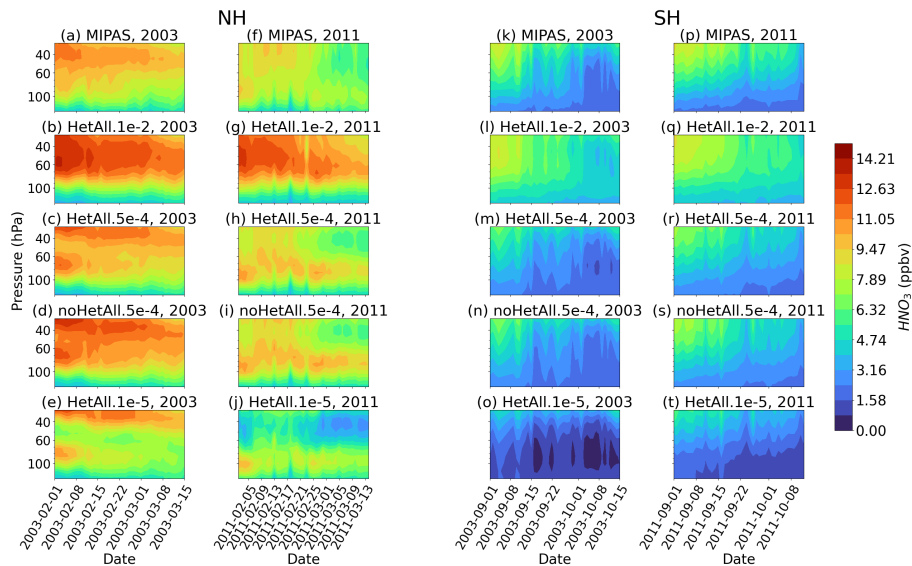 NH
SH
(a) MIPAS, 2003
(f) MIPAS, 2011
(k) MIPAS, 2003
(p) MIPAS, 2011
40
60
100
(b) HetAll.1e-2, 2003
(g) HetAll.1e-2, 2011
(l) HetAll.1e-2, 2003
(q) HetAll.1e-2, 2011
40
60
100
(c) HetAll.5e-4, 2003
(h) HetAll.5e-4, 2011
(m) HetAll.5e-4, 2003
(r) HetAll.5e-4, 2011
40
60
100
Pressure (hPa)
(d) noHetAll.5e-4, 2003
(i) noHetAll.5e-4, 2011
(n) noHetAll.5e-4, 2003
(s) noHetAll.5e-4, 2011
40
60
100
(e) HetAll.1e-5, 2003
(j) HetAll.1e-5, 2011
(o) HetAll.1e-5, 2003
(t) HetAll.1e-5, 2011
40
60
100
2003-02-01
2003-02-08
2003-02-15
2003-02-22
2003-03-01
2003-03-08
2003-03-15
Date
2011-02-05
2011-02-09
2011-02-13
2011-02-17
2011-02-21
2011-02-25
2011-03-01
2011-03-05
2011-03-09
2011-03-13
Date
2003-09-01
2003-09-08
2003-09-15
2003-09-22
2003-10-01
2003-10-08
2003-10-15
Date
2011-09-01
2011-09-08
2011-09-15
2011-09-22
2011-10-01
2011-10-08
Date
14.21
12.63
11.05
9.47
7.89
6.32
4.74
3.16
1.58
0.00
HNO₃ (ppbv)